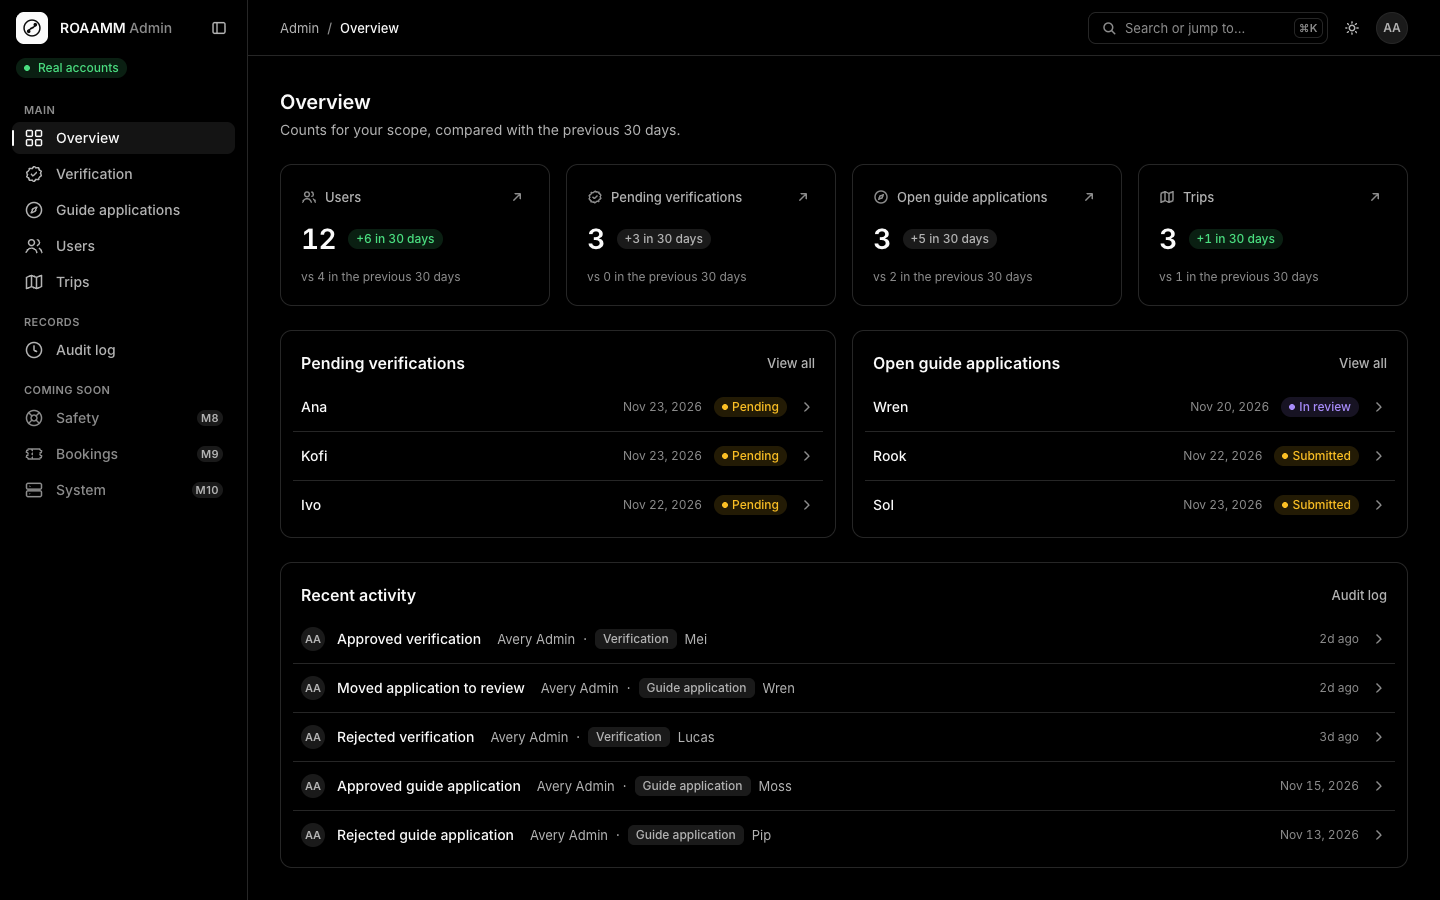 ROAAMM Admin
Real accounts
MAIN
Overview
Verification
Guide applications
Users
Trips
RECORDS
Audit log
COMING SOON
Safety M8
Bookings M9
System M10
Admin / Overview
Search or jump to... ⌘K
AA
Overview
Counts for your scope, compared with the previous 30 days.
Users
12 +6 in 30 days
vs 4 in the previous 30 days
Pending verifications
3 +3 in 30 days
vs 0 in the previous 30 days
Open guide applications
3 +5 in 30 days
vs 2 in the previous 30 days
Trips
3 +1 in 30 days
vs 1 in the previous 30 days
Pending verifications View all
Ana Nov 23, 2026 Pending
Kofi Nov 23, 2026 Pending
Ivo Nov 22, 2026 Pending
Open guide applications View all
Wren Nov 20, 2026 In review
Rook Nov 22, 2026 Submitted
Sol Nov 23, 2026 Submitted
Recent activity Audit log
AA Approved verification Avery Admin · Verification Mei 2d ago
AA Moved application to review Avery Admin · Guide application Wren 2d ago
AA Rejected verification Avery Admin · Verification Lucas 3d ago
AA Approved guide application Avery Admin · Guide application Moss Nov 15, 2026
AA Rejected guide application Avery Admin · Guide application Pip Nov 13, 2026